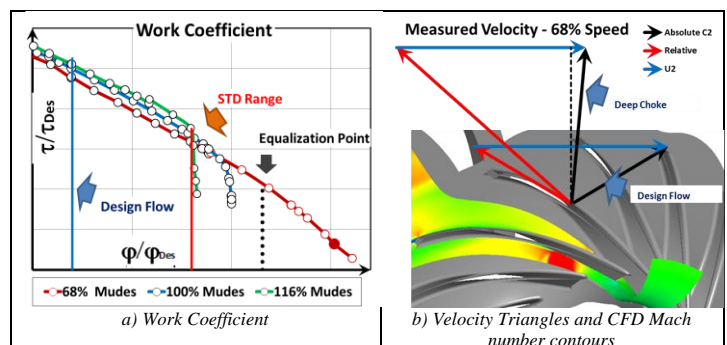 Work Coefficient
τ/τDes
STD Range
Equalization Point
Design Flow
φ/φDes
68% Mudes
100% Mudes
116% Mudes
a) Work Coefficient
Measured Velocity - 68% Speed
Absolute C2
Relative
U2
Deep Choke
Design Flow
b) Velocity Triangles and CFD Mach
number contours